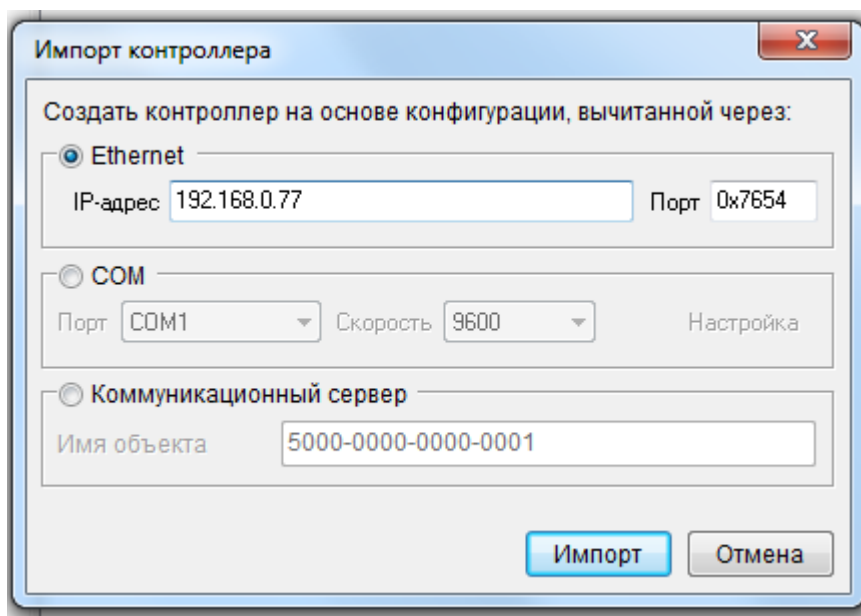 Импорт контроллера
Создать контроллер на основе конфигурации, вычитанной через:
Ethernet
IP-адрес 192.168.0.77 Порт 0x7654
COM
Порт COM1 Скорость 9600 Настройка
Коммуникационный сервер
Имя объекта 5000-0000-0000-0001
Импорт Отмена